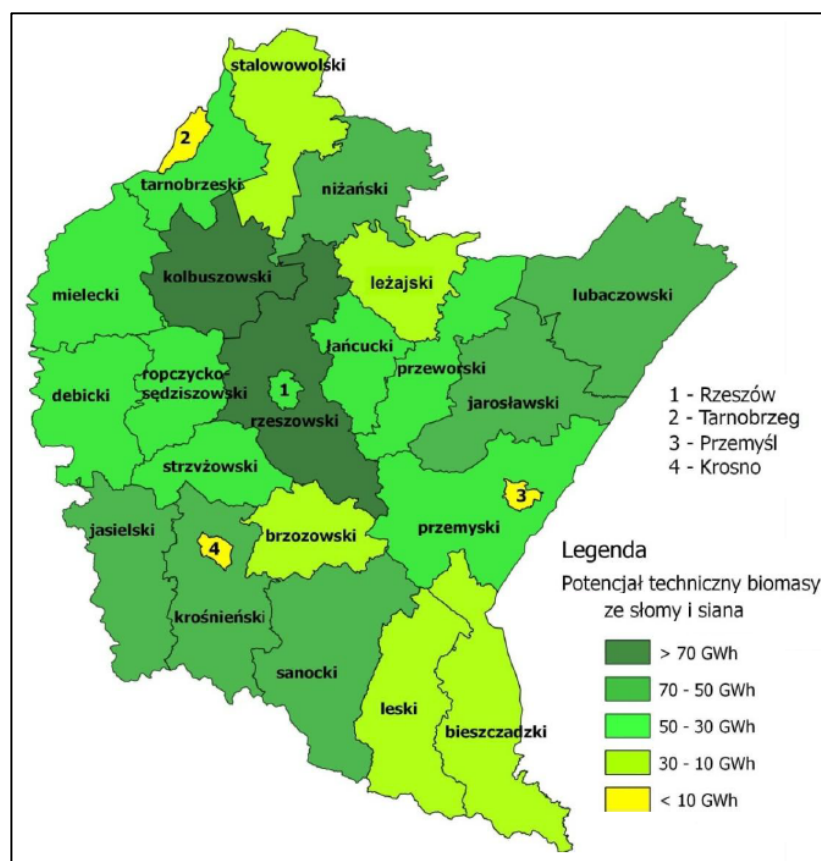 stalowowolski
2
tarnobrzeski
niżański
kolbuszowski
leżajski
mielecki
lubaczowski
łańcucki
ropczycko-
sędziszowski
przeworski
debicki
1
jarosławski
rzeszowski
1 - Rzeszów
2 - Tarnobrzeg
3 - Przemyśl
4 - Krosno
strzyżowski
3
jasielski
brzozowski
przemyski
4
krośnieński
sanocki
leski
bieszczadzki
Legenda
Potencjał techniczny biomasy
ze słomy i siana
> 70 GWh
70 - 50 GWh
50 - 30 GWh
30 - 10 GWh
< 10 GWh